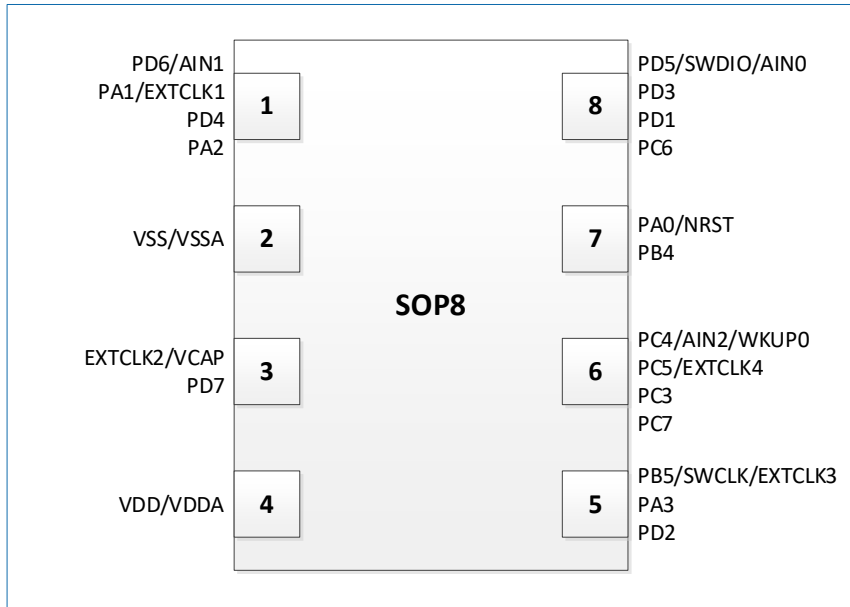 PD6/AIN1
PA1/EXTCLK1
PD4
PA2
1
VSS/VSSA
2
EXTCLK2/VCAP
PD7
3
VDD/VDDA
4
SOP8
8
PD5/SWDIO/AIN0
PD3
PD1
PC6
7
PA0/NRST
PB4
6
PC4/AIN2/WKUP0
PC5/EXTCLK4
PC3
PC7
5
PB5/SWCLK/EXTCLK3
PA3
PD2